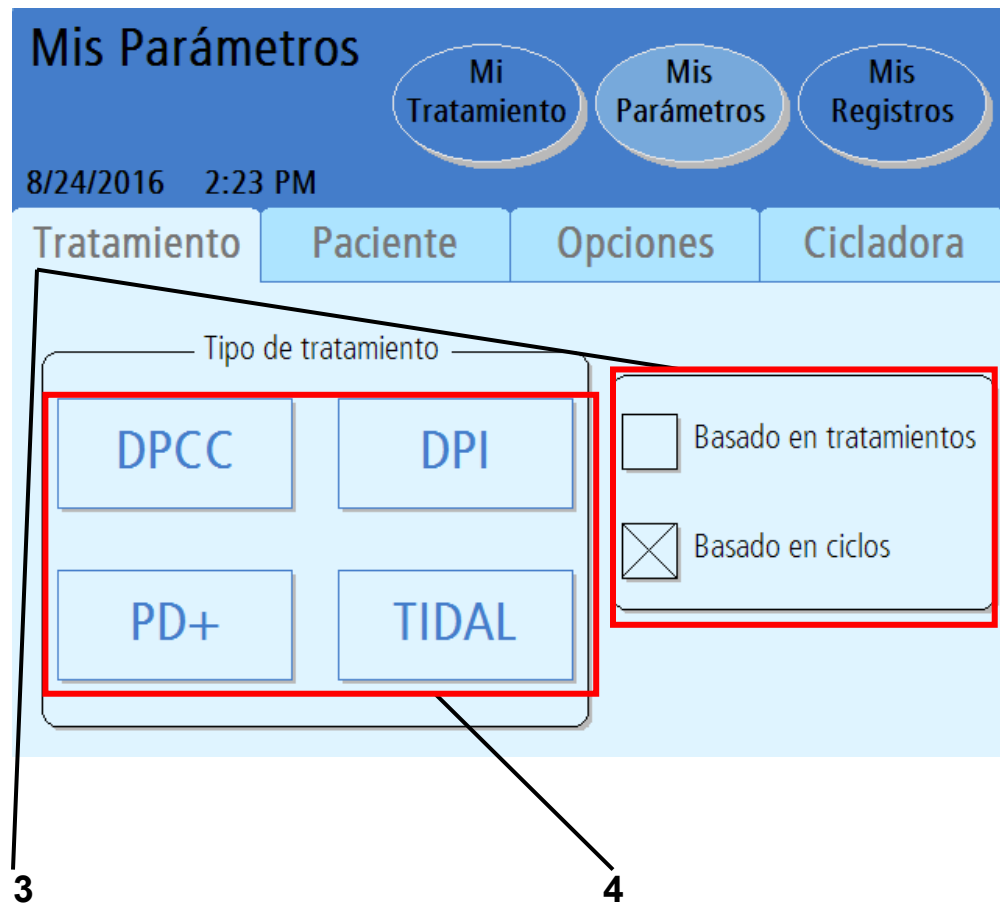 Mis Parámetros
Mi
Tratamiento
Mis
Parámetros
Mis
Registros
8/24/2016 2:23 PM
Tratamiento
Paciente
Opciones
Cicladora
Tipo de tratamiento
DPCC
DPI
PD+
TIDAL
Basado en tratamientos
Basado en ciclos
3
4